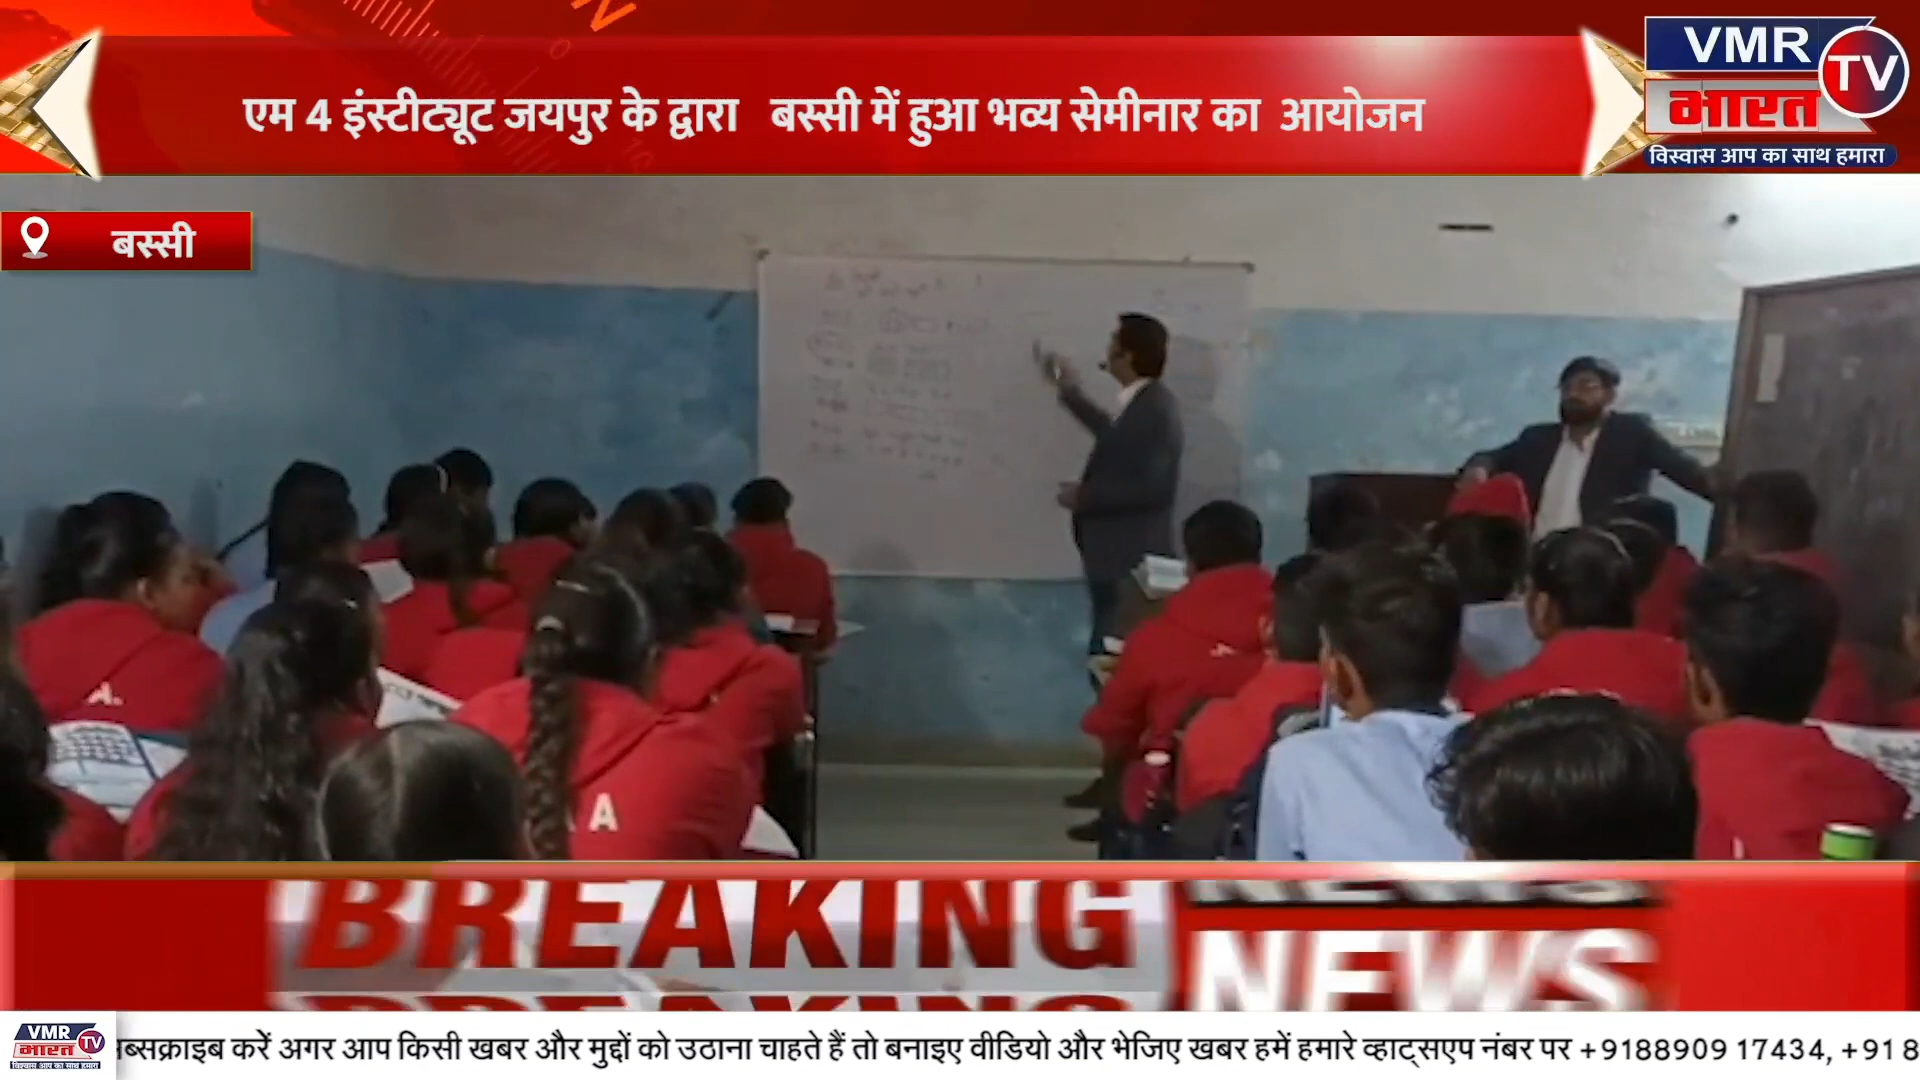 एम 4 इंस्टीट्यूट जयपुर के द्वारा बस्सी में हुआ भव्य सेमीनार का आयोजन
VMR
भारत
TV
विस्वास आप का साथ हमारा
बस्सी
A.
A
BREAKING
NEWS
VMR
भारत
TV
विस्वास आप का साथ हमारा
ब्सक्राइब करें अगर आप किसी खबर और मुद्दों को उठाना चाहते हैं तो बनाइए वीडियो और भेजिए खबर हमें हमारे व्हाट्सएप नंबर पर +9188909 17434, +91 8